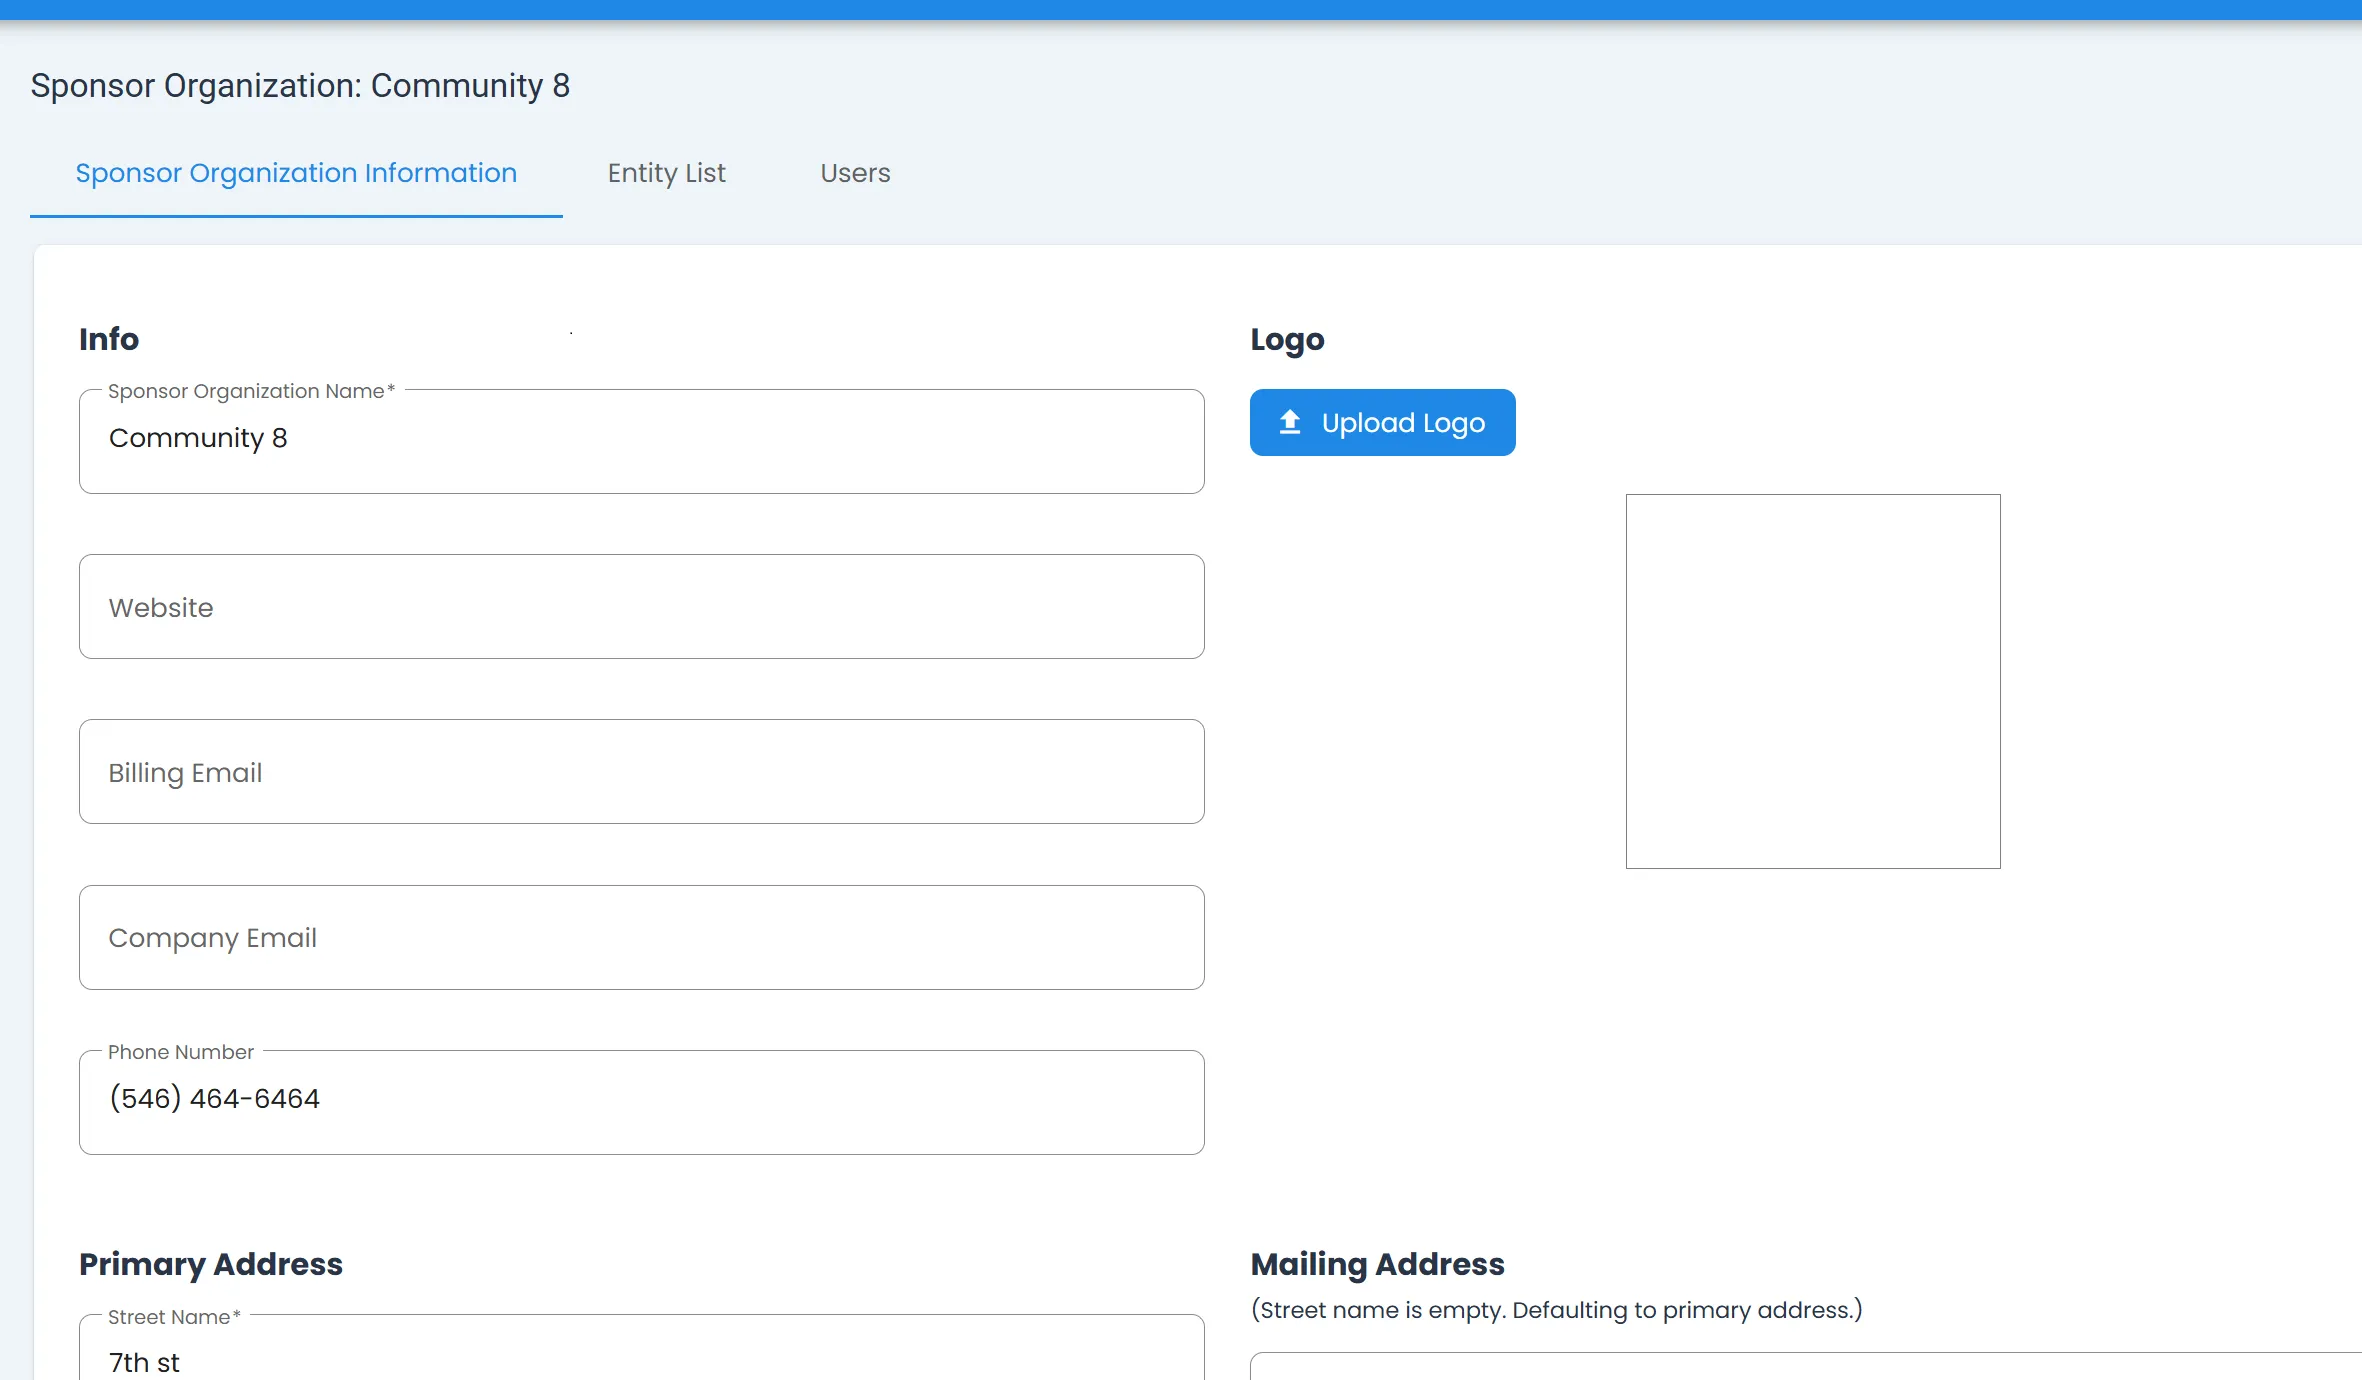 Sponsor Organization: Community 8
Sponsor Organization Information
Entity List
Users
Info
Sponsor Organization Name*
Community 8
Website
Billing Email
Company Email
Phone Number
(546) 464-6464
Logo
Upload Logo
Primary Address
Street Name*
7th st
Mailing Address
(Street name is empty. Defaulting to primary address.)